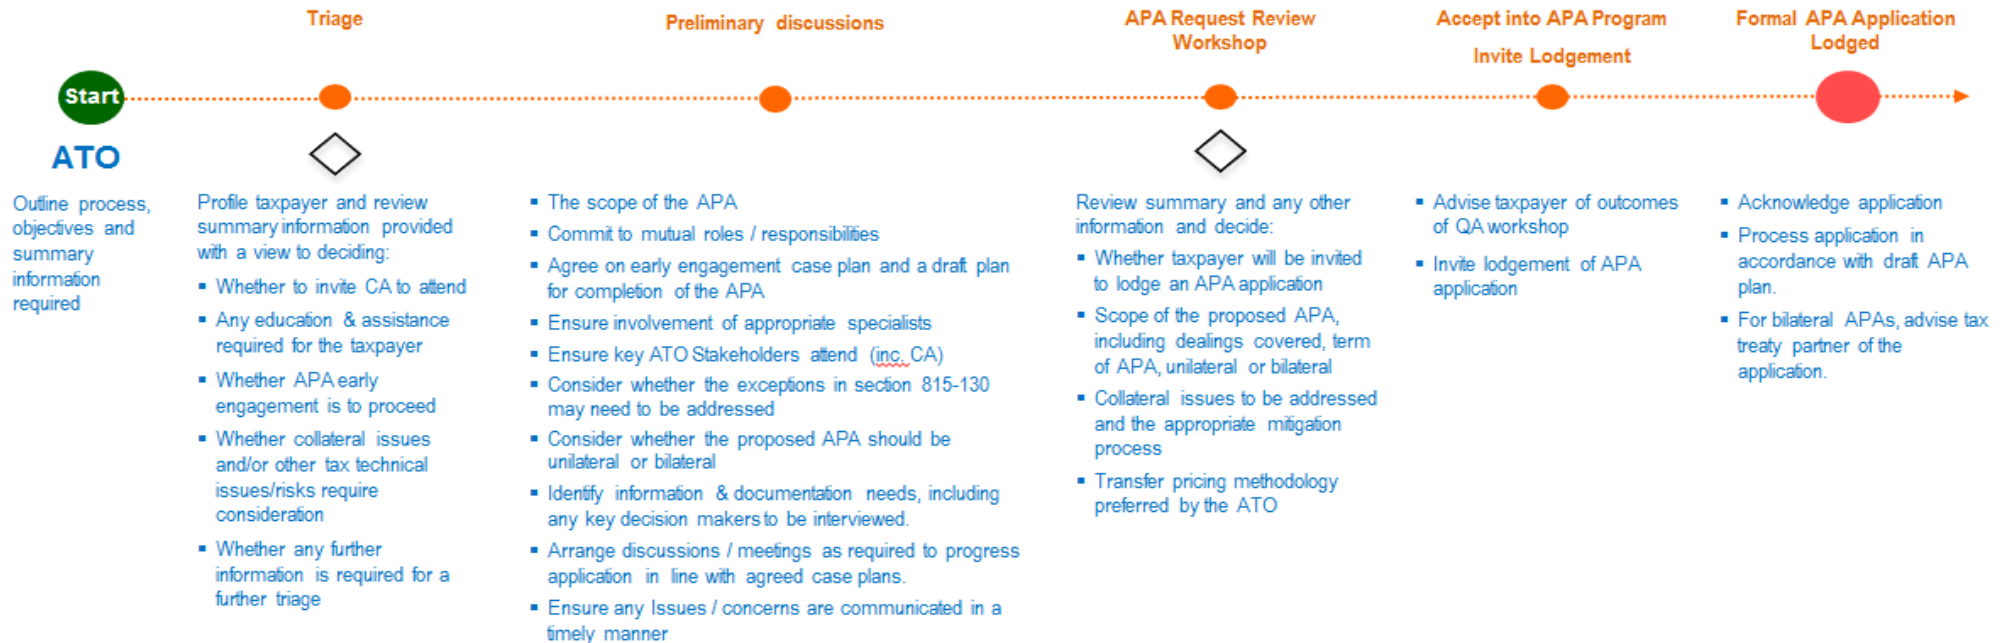 Triage
Preliminary discussions
APA Request Review
Workshop
Accept into APA Program
Invite Lodgement
Formal APA Application
Lodged
Start
ATO
Outline process,
objectives and
summary
information
required
Profile taxpayer and review
summary information provided
with a view to deciding:
▪ Whether to invite CA to attend
▪ Any education & assistance
required for the taxpayer
▪ Whether APA early
engagement is to proceed
▪ Whether collateral issues
and/or other tax technical
issues/risks require
consideration
▪ Whether any further
information is required for a
further triage
▪ The scope of the APA
▪ Commit to mutual roles / responsibilities
▪ Agree on early engagement case plan and a draft plan
for completion of the APA
▪ Ensure involvement of appropriate specialists
▪ Ensure key ATO Stakeholders attend (inc. CA)
▪ Consider whether the exceptions in section 815-130
may need to be addressed
▪ Consider whether the proposed APA should be
unilateral or bilateral
▪ Identify information & documentation needs, including
any key decision makers to be interviewed.
▪ Arrange discussions / meetings as required to progress
application in line with agreed case plans.
▪ Ensure any Issues / concerns are communicated in a
timely manner
Review summary and any other
information and decide:
▪ Whether taxpayer will be invited
to lodge an APA application
▪ Scope of the proposed APA,
including dealings covered, term
of APA, unilateral or bilateral
▪ Collateral issues to be addressed
and the appropriate mitigation
process
▪ Transfer pricing methodology
preferred by the ATO
▪ Advise taxpayer of outcomes
of QA workshop
▪ Invite lodgement of APA
application
▪ Acknowledge application
▪ Process application in
accordance with draft APA
plan.
▪ For bilateral APAs, advise tax
treaty partner of the
application.